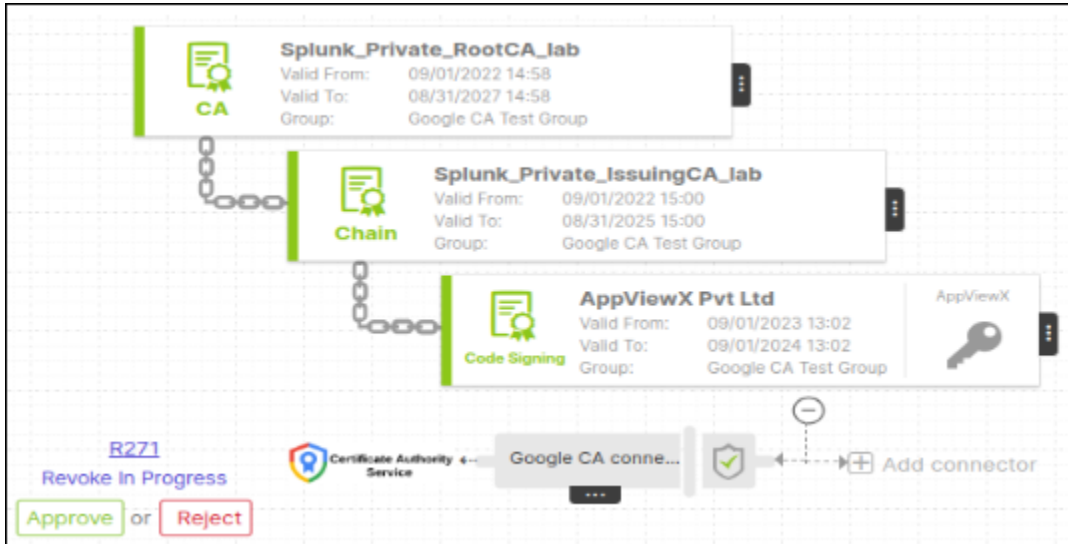 Splunk_Private_RootCA_lab
Valid From: 09/01/2022 14:58
Valid To: 08/31/2027 14:58
Group: Google CA Test Group
CA
Splunk_Private_IssuingCA_lab
Valid From: 09/01/2022 15:00
Valid To: 08/31/2025 15:00
Group: Google CA Test Group
Chain
AppViewX Pvt Ltd
Valid From: 09/01/2023 13:02
Valid To: 09/01/2024 13:02
Group: Google CA Test Group
Code Signing
AppViewX
R271
Revoke In Progress
Approve or Reject
Certificate Authority
Service
Google CA conne...
Add connector